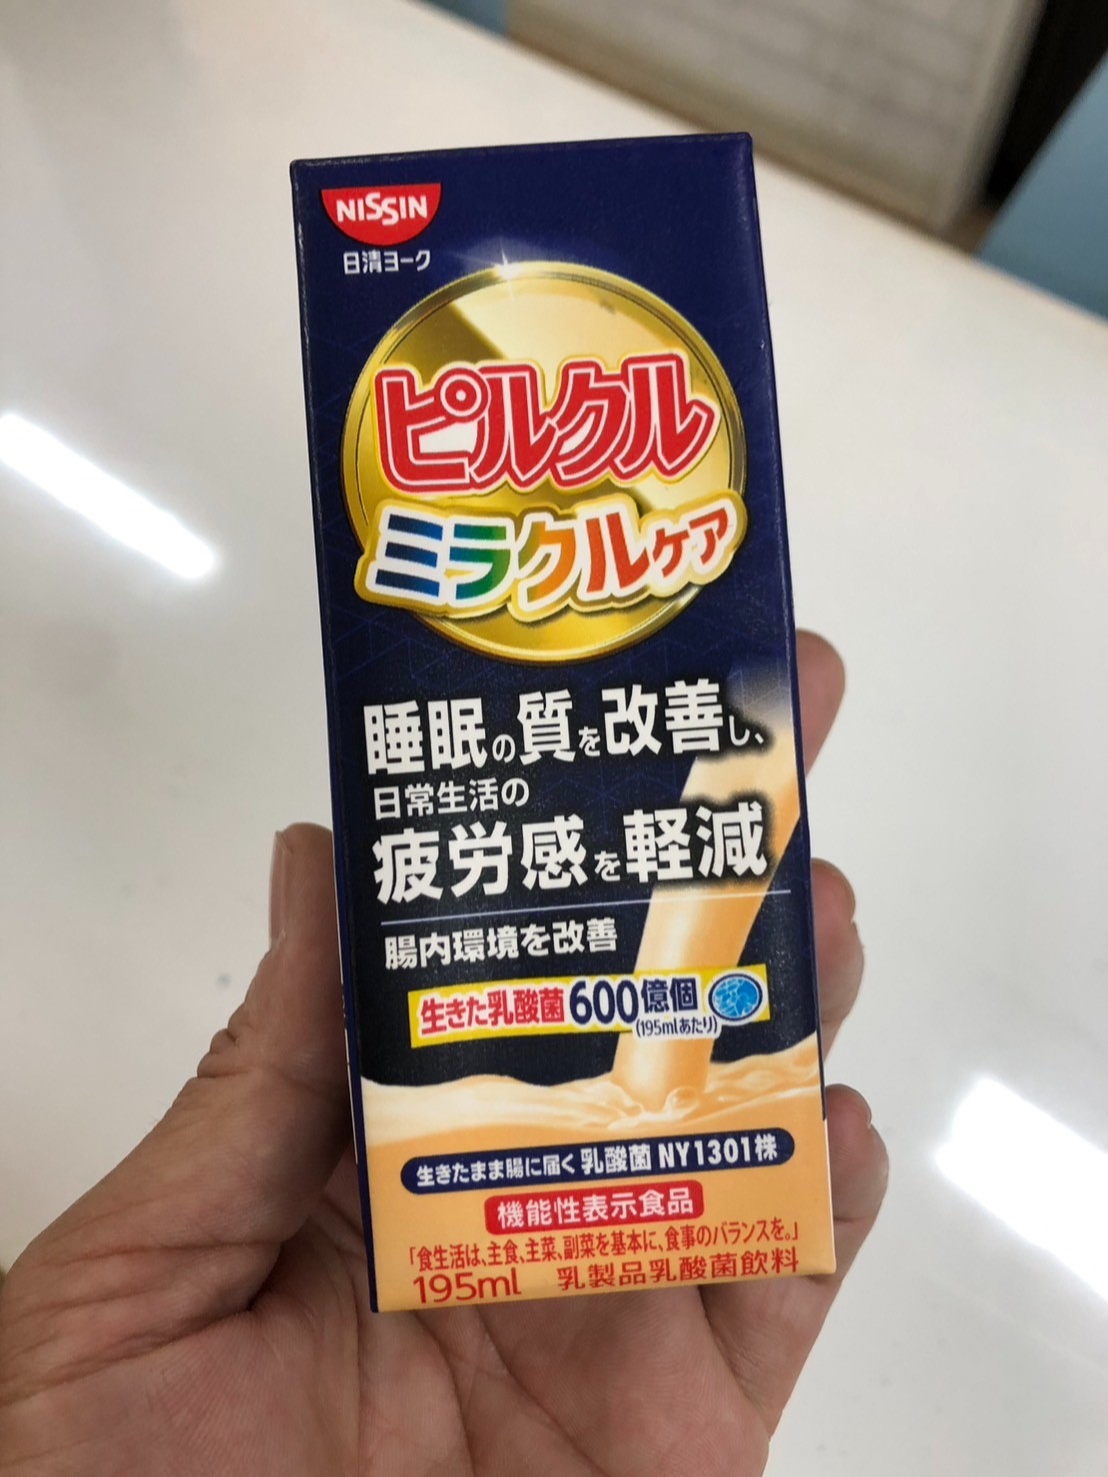 NISSIN
日清ヨーク
ピルクル
ミラクルケア
睡眠の質を改善し、
日常生活の
疲労感を軽減
腸内環境を改善
生きた乳酸菌600億個
(195mlあたり)
生きたまま腸に届く 乳酸菌 NY1301株
機能性表示食品
「食生活は、主食、主菜、副菜を基本に、食事のバランスを。」
195ml 乳製品乳酸菌飲料